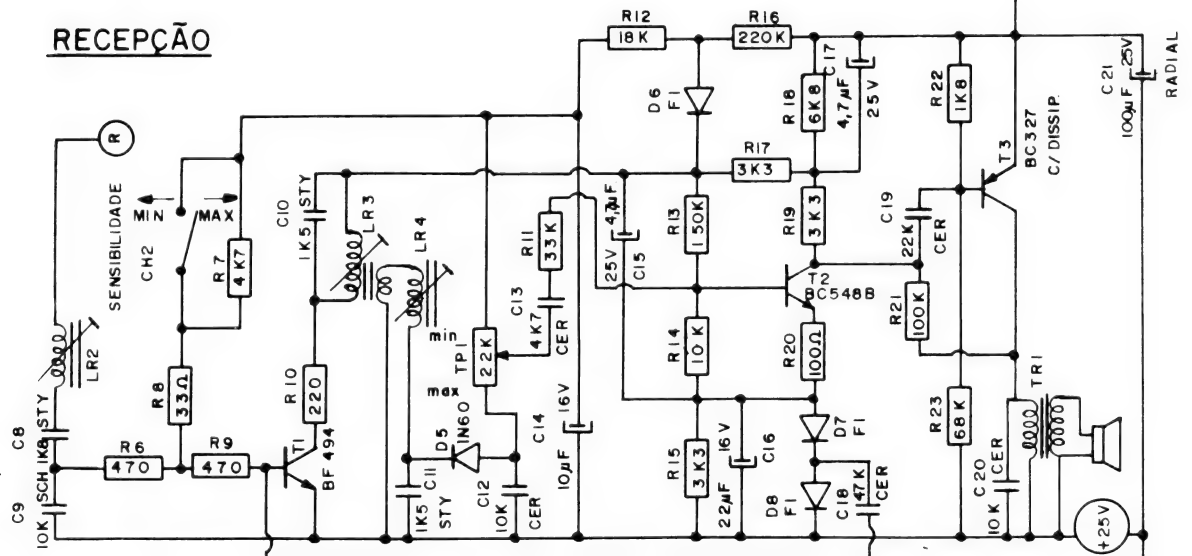 RECEPÇÃO
R12
18K
R16
220K
D6
F1
R18
6K8
C17
4,7µF
25V
R22
1K8
C21
100µF 25V
RADIAL
T3
BC327
C/DISSIP.
R
SENSIBILIDADE
CH2
MIN
MAX
R7
4K7
C10
1K5 STY
LR3
LR4
R11
33K
C13
4K7
CER
4,7µF
25V
C15
R13
150K
R17
3K3
R19
3K3
C19
22K
CER
T2
BC548B
R21
100K
LR2
R8
33Ω
R10
220
min
TP1
22K
max
R14
10K
R20
100Ω
TR1
C8
1K8 STY
R6
470
R9
470
T1
BF494
D5
1N60
C14
16V
10µF
16V
C16
22µF
D7
F1
R23
68K
C9
10K SCH
C11
1K5
STY
C12
10K
CER
R15
3K3
D8
F1
C18
47K
CER
C20
10K
CER
+25V